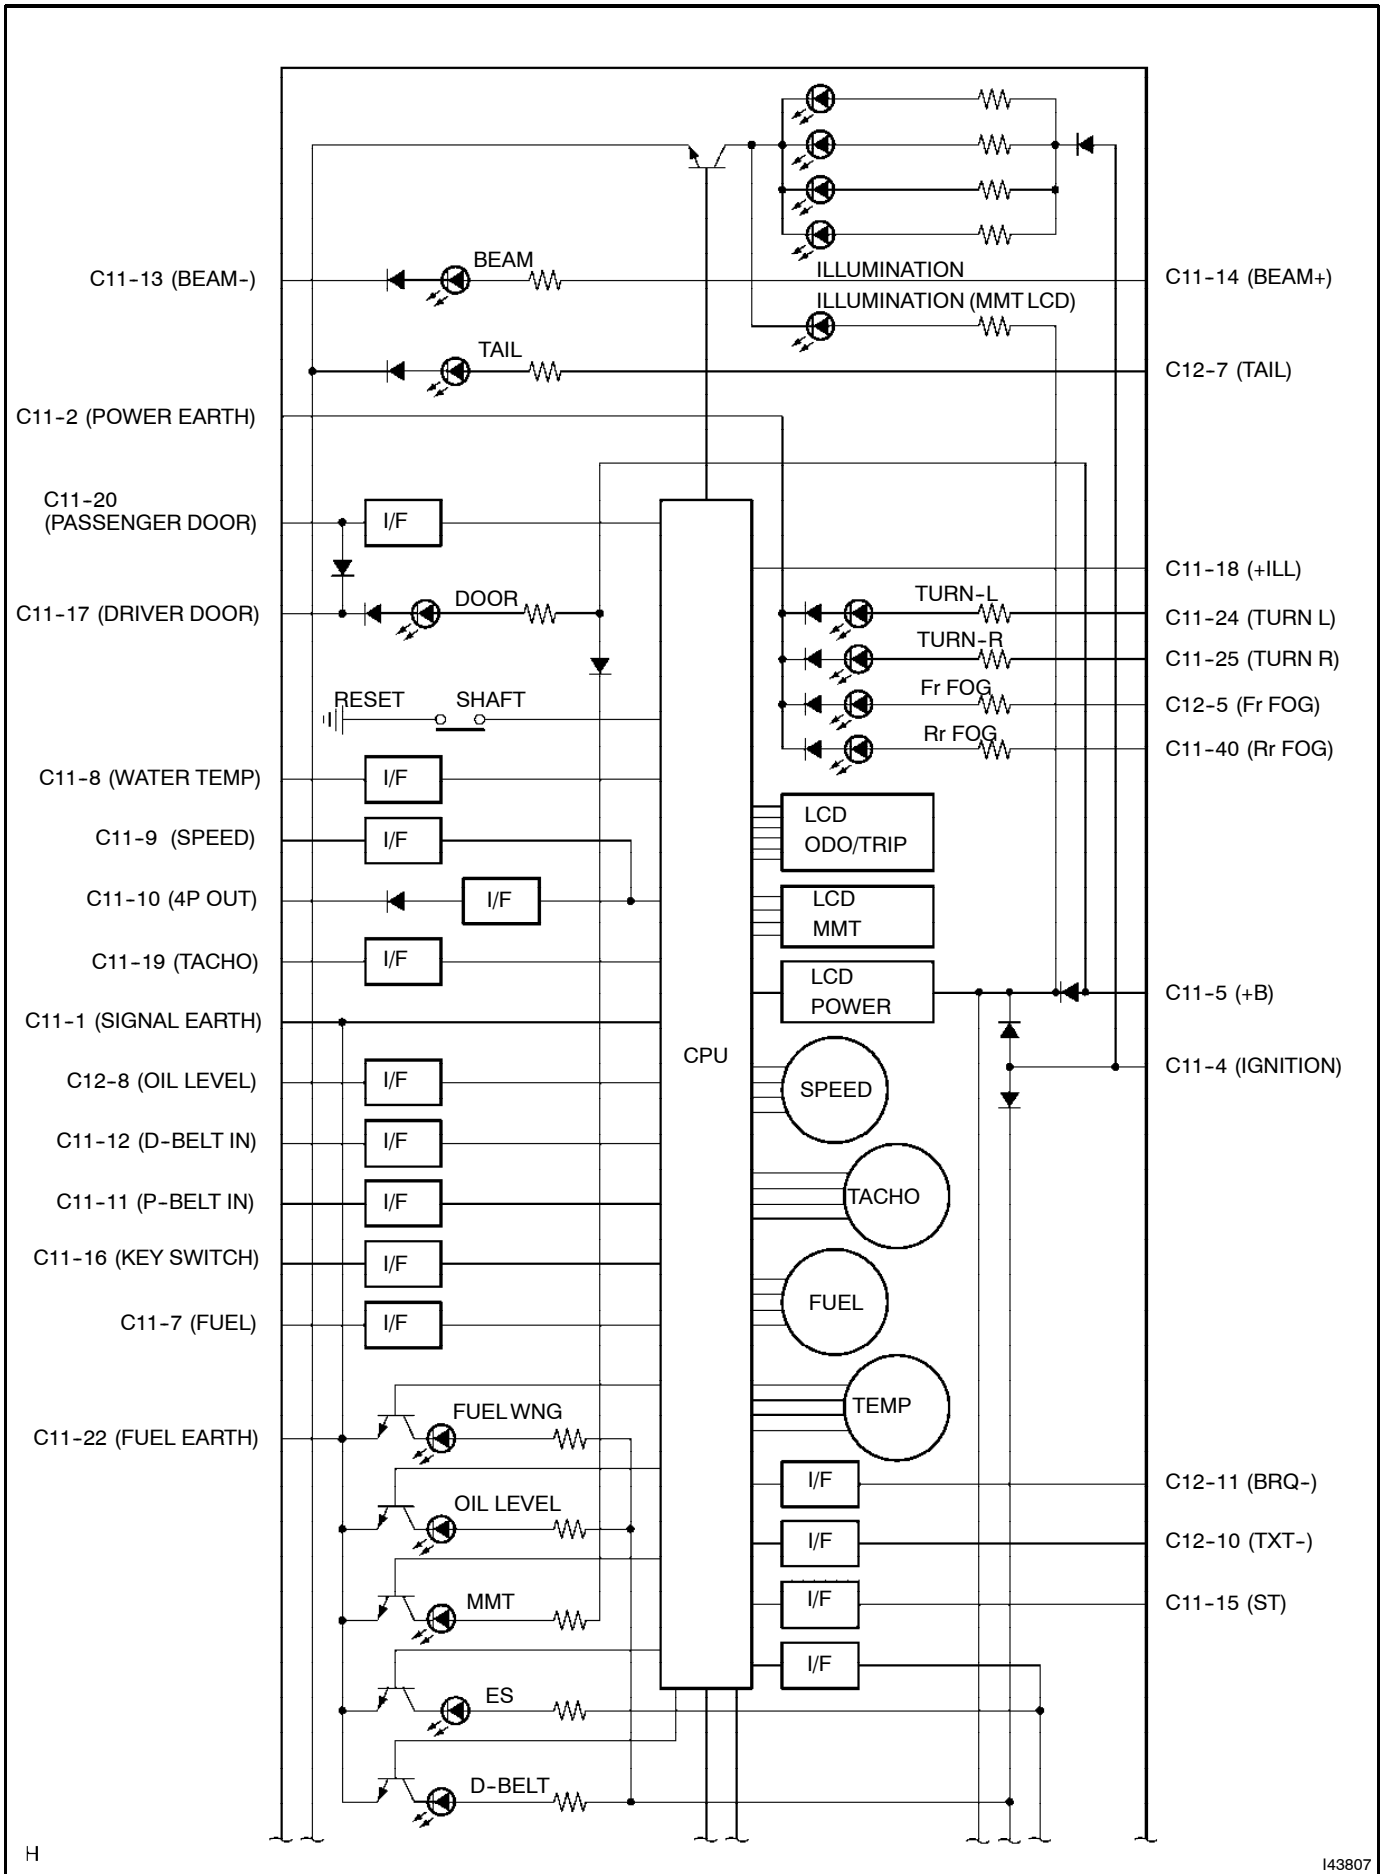 BEAM
ILLUMINATION
C11-13 (BEAM-)
C11-14 (BEAM+)
ILLUMINATION (MMT LCD)
TAIL
C12-7 (TAIL)
C11-2 (POWER EARTH)
C11-20
(PASSENGER DOOR)
I/F
C11-18 (+ILL)
C11-17 (DRIVER DOOR)
DOOR
TURN-L
C11-24 (TURN L)
TURN-R
C11-25 (TURN R)
RESET
SHAFT
Fr FOG
C12-5 (Fr FOG)
Rr FOG
C11-40 (Rr FOG)
C11-8 (WATER TEMP)
I/F
LCD
ODO/TRIP
C11-9 (SPEED)
I/F
C11-10 (4P OUT)
I/F
LCD
MMT
C11-19 (TACHO)
I/F
LCD
POWER
C11-5 (+B)
C11-1 (SIGNAL EARTH)
CPU
C11-4 (IGNITION)
C12-8 (OIL LEVEL)
I/F
SPEED
C11-12 (D-BELT IN)
I/F
C11-11 (P-BELT IN)
I/F
TACHO
C11-16 (KEY SWITCH)
I/F
C11-7 (FUEL)
I/F
FUEL
FUEL WNG
TEMP
C11-22 (FUEL EARTH)
I/F
C12-11 (BRQ-)
OIL LEVEL
I/F
C12-10 (TXT-)
MMT
I/F
C11-15 (ST)
I/F
ES
D-BELT
H
I43807